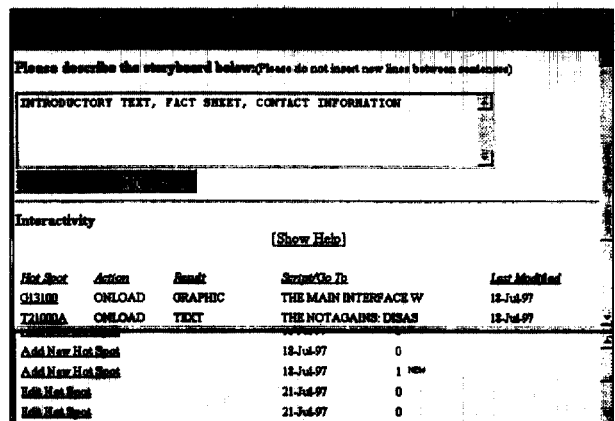 Please describe the storyboard below:(Please do not insert new lines between sentences)
INTRODUCTORY TEXT, FACT SHEET, CONTACT INFORMATION
Interactivity
[Show Help]
Hot Spot Action Result Script/Go To Last Modified
G13100 ONLOAD GRAPHIC THE MAIN INTERFACE W 18-Jul-97
T21000A ONLOAD TEXT THE NOTAGAINS: DISAS 18-Jul-97
Add New Hot Spot 18-Jul-97 0
Add New Hot Spot 18-Jul-97 1 NEW
Edit Hot Spot 21-Jul-97 0
Edit Hot Spot 21-Jul-97 0